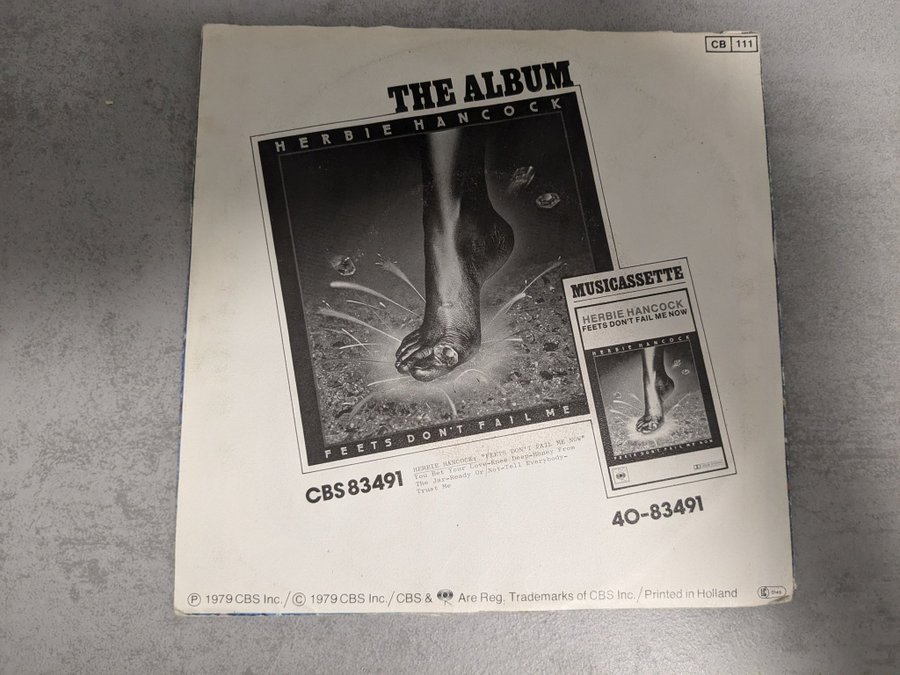 CB 111
THE ALBUM
HERBIE HANCOCK
FEETS DON'T FAIL ME
MUSICASSETTE
HERBIE HANCOCK
FEETS DON'T FAIL ME NOW
HERBIE HANCOCK
FEETS DON'T FAIL ME NOW
CBS 83491
HERBIE HANCOCK: "FEETS DON'T FAIL ME NOW"
You Bet Your Love-Knee Deep-Honey From
The Jar-Ready Or Not-Tell Everybody-
Trust Me
40-83491
Ⓟ 1979 CBS Inc./© 1979 CBS Inc./CBS & Are Reg. Trademarks of CBS Inc./Printed in Holland